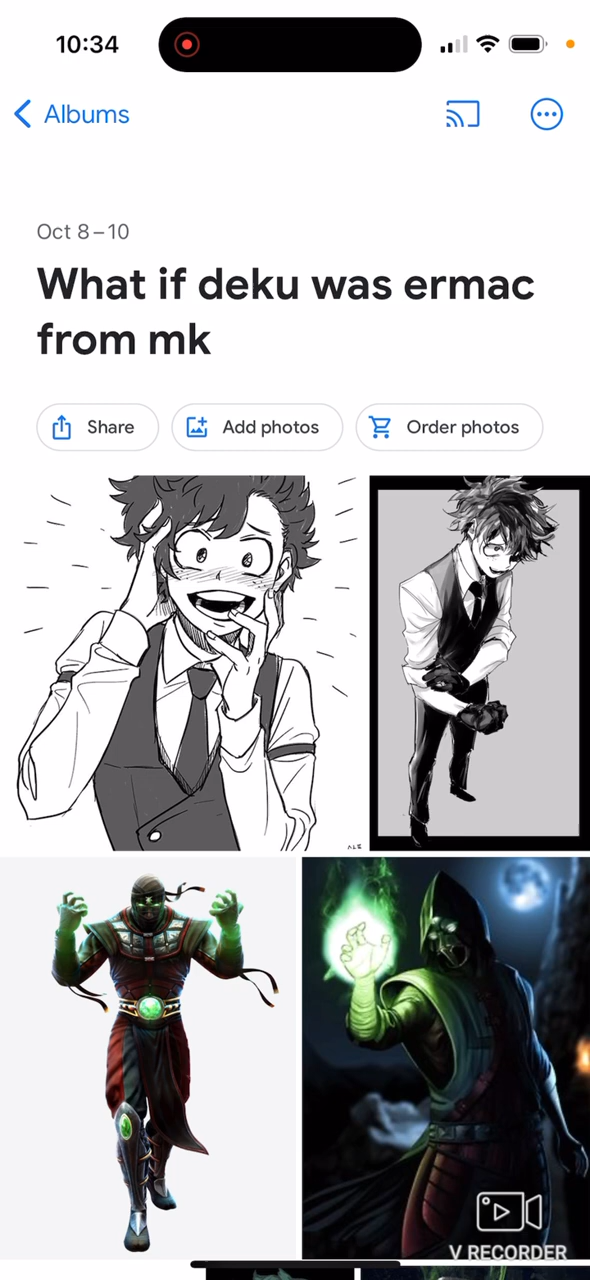 10:34
Albums
Oct 8–10
What if deku was ermac
from mk
Share
Add photos
Order photos
ALE
V RECORDER